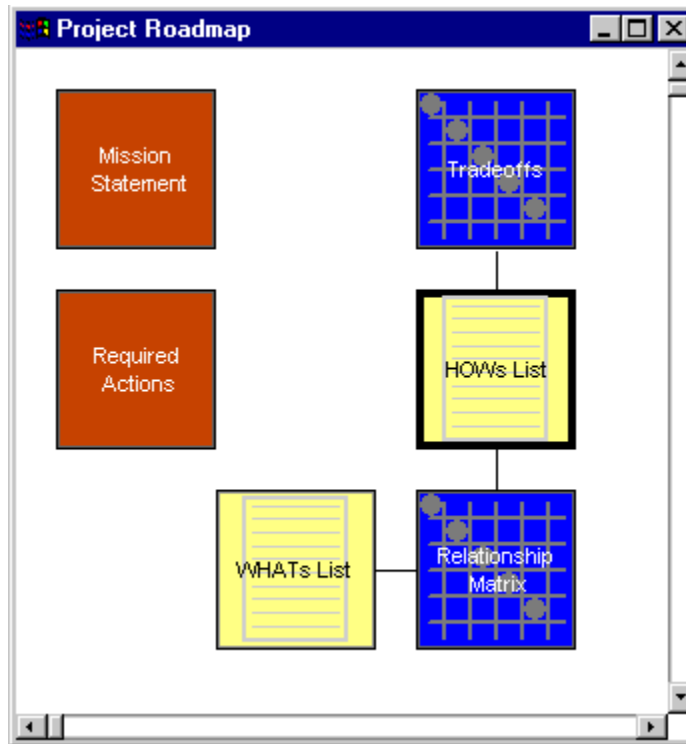 Project Roadmap
Mission
Statement
Tradeoffs
Required
Actions
HOWs List
WHATs List
Relationship
Matrix